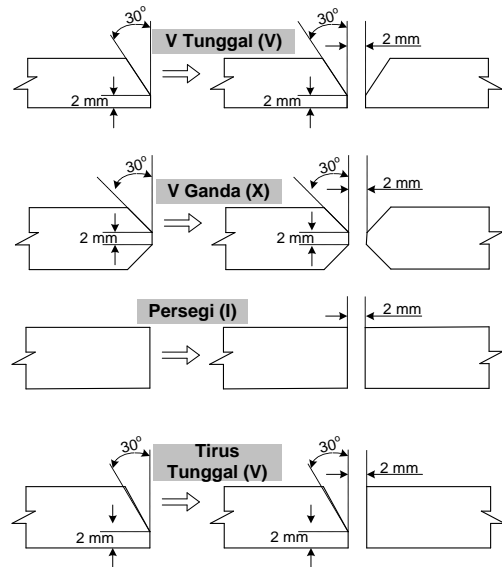 30°
V Tunggal (V)
30°
2 mm
2 mm
2 mm
30°
V Ganda (X)
30°
2 mm
2 mm
2 mm
Persegi (I)
2 mm
30°
Tirus
Tunggal (V)
30°
2 mm
2 mm
2 mm